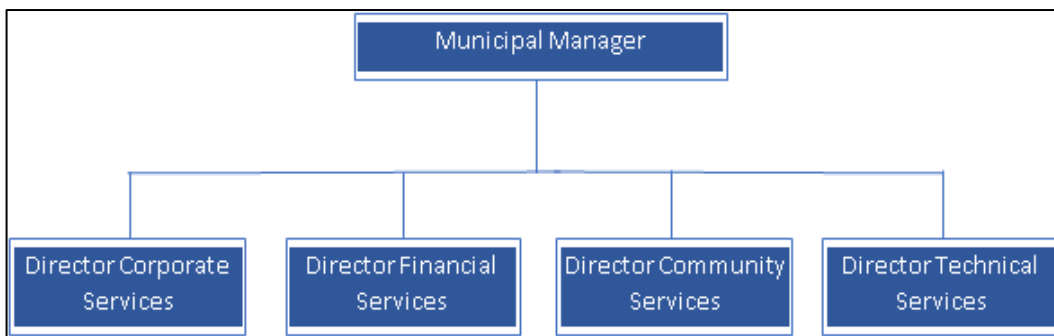 Municipal Manager
Director Corporate
Services
Director Financial
Services
Director Community
Services
Director Technical
Services